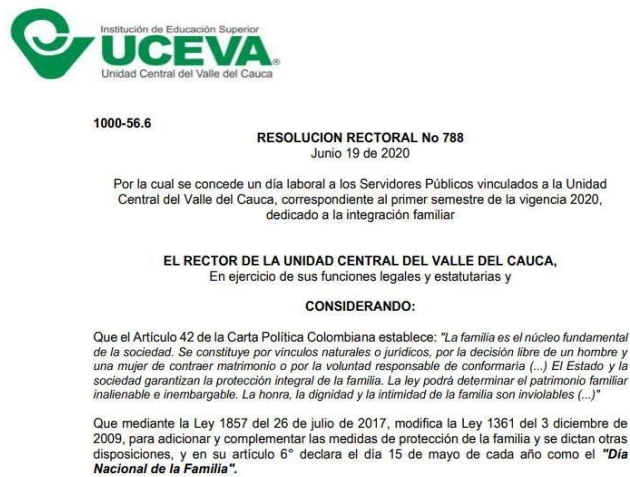 Institución de Educación Superior
UCEVA®
Unidad Central del Valle del Cauca
1000-56.6
RESOLUCION RECTORAL No 788
Junio 19 de 2020
Por la cual se concede un día laboral a los Servidores Públicos vinculados a la Unidad
Central del Valle del Cauca, correspondiente al primer semestre de la vigencia 2020,
dedicado a la integración familiar
EL RECTOR DE LA UNIDAD CENTRAL DEL VALLE DEL CAUCA,
En ejercicio de sus funciones legales y estatutarias y
CONSIDERANDO:
Que el Artículo 42 de la Carta Política Colombiana establece: "La familia es el núcleo fundamental
de la sociedad. Se constituye por vínculos naturales o jurídicos, por la decisión libre de un hombre y
una mujer de contraer matrimonio o por la voluntad responsable de conformaria (...) El Estado y la
sociedad garantizan la protección integral de la familia. La ley podrá determinar el patrimonio familiar
inalienable e inembargable. La honra, la dignidad y la intimidad de la familia son inviolables (...)"
Que mediante la Ley 1857 del 26 de julio de 2017, modifica la Ley 1361 del 3 diciembre de
2009, para adicionar y complementar las medidas de protección de la familia y se dictan otras
disposiciones, y en su artículo 6° declara el día 15 de mayo de cada año como el "Día
Nacional de la Familia".